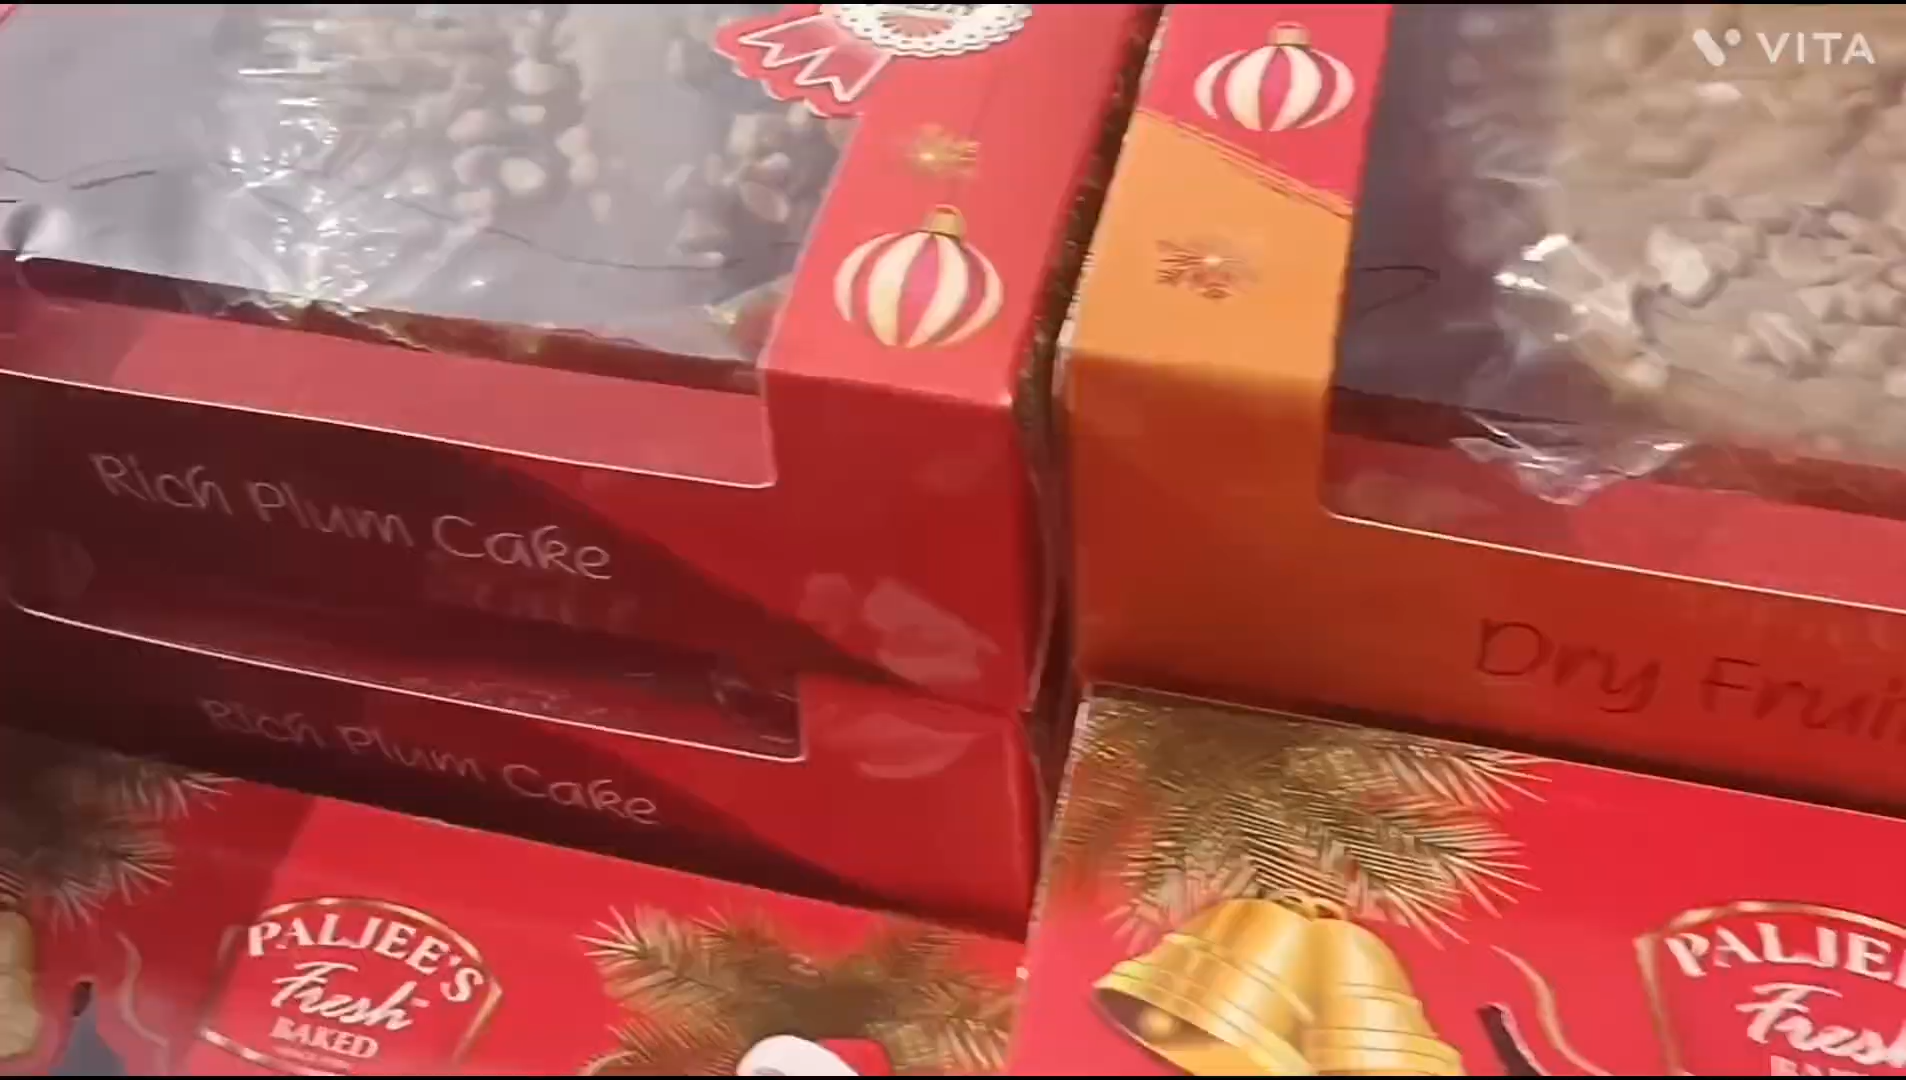 VITA
Rich Plum Cake
Dry Frui
Rich Plum Cake
PALJEE'S
Fresh
BAKED
PALJEE
Fresh